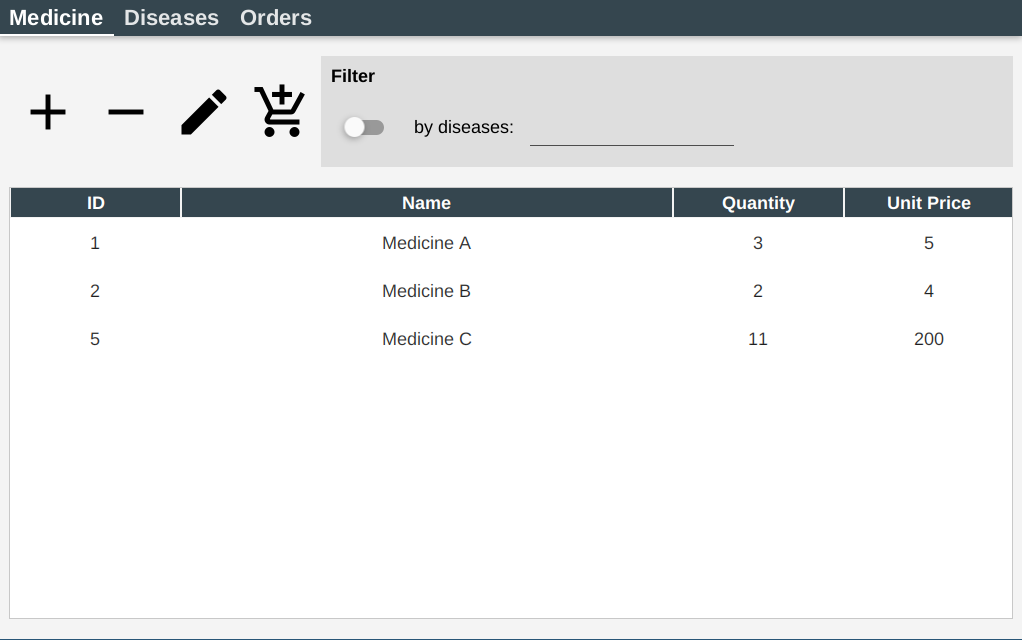 Medicine Diseases Orders
Filter
by diseases:
ID Name Quantity Unit Price
1 Medicine A 3 5
2 Medicine B 2 4
5 Medicine C 11 200